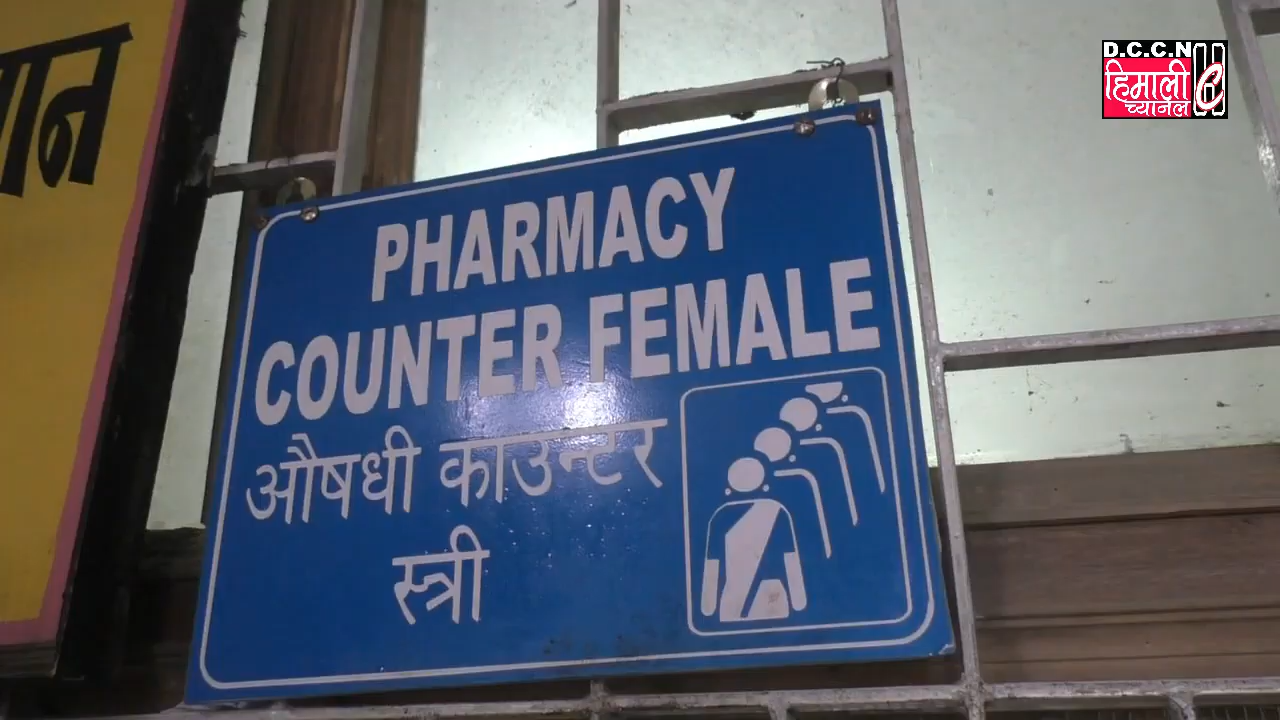 D.C.C.N
हिमाली
च्यानल
PHARMACY
COUNTER FEMALE
औषधी काउन्टर
स्त्री